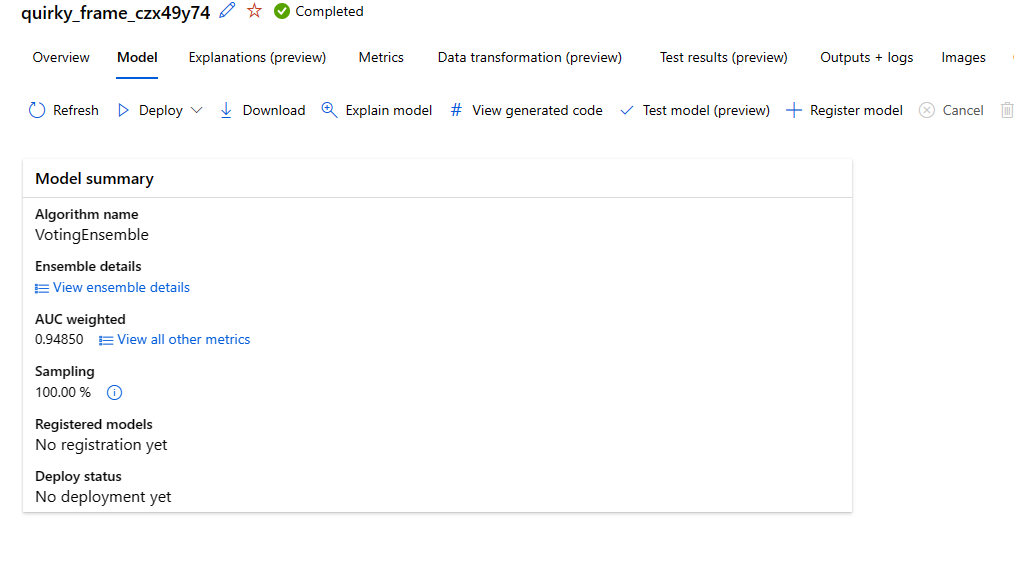 quirky_frame_czx49y74 Completed
Overview Model Explanations (preview) Metrics Data transformation (preview) Test results (preview) Outputs + logs Images
Refresh Deploy Download Explain model # View generated code Test model (preview) Register model Cancel
Model summary
Algorithm name
VotingEnsemble
Ensemble details
View ensemble details
AUC weighted
0.94850 View all other metrics
Sampling
100.00 %
Registered models
No registration yet
Deploy status
No deployment yet